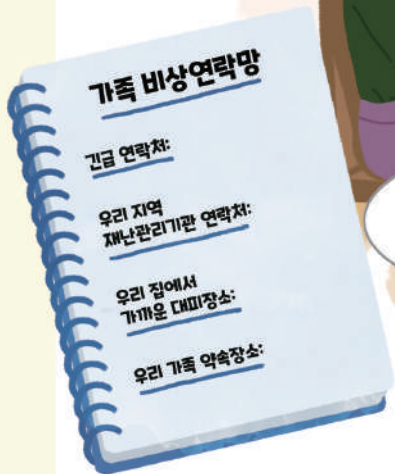 가족 비상연락망
긴급 연락처:
우리 지역
재난관리기관 연락처:
우리 집에서
가까운 대피장소:
우리 가족 약속장소: